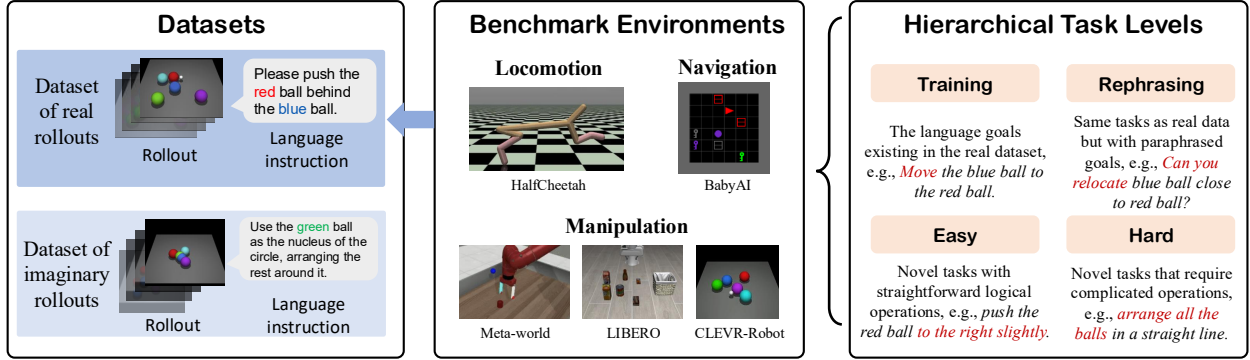 Datasets
Dataset
of real
rollouts
Rollout
Please push the
red ball behind
the blue ball.
Language
instruction
Dataset of
imaginary
rollouts
Rollout
Use the green ball
as the nucleus of the
circle, arranging the
rest around it.
Language
instruction
Benchmark Environments
Locomotion
HalfCheetah
Navigation
BabyAI
Manipulation
Meta-world
LIBERO
CLEVR-Robot
Hierarchical Task Levels
Training
The language goals
existing in the real dataset,
e.g., Move the blue ball to
the red ball.
Rephrasing
Same tasks as real data
but with paraphrased
goals, e.g., Can you
relocate blue ball close
to red ball?
Easy
Novel tasks with
straightforward logical
operations, e.g., push the
red ball to the right slightly.
Hard
Novel tasks that require
complicated operations,
e.g., arrange all the
balls in a straight line.